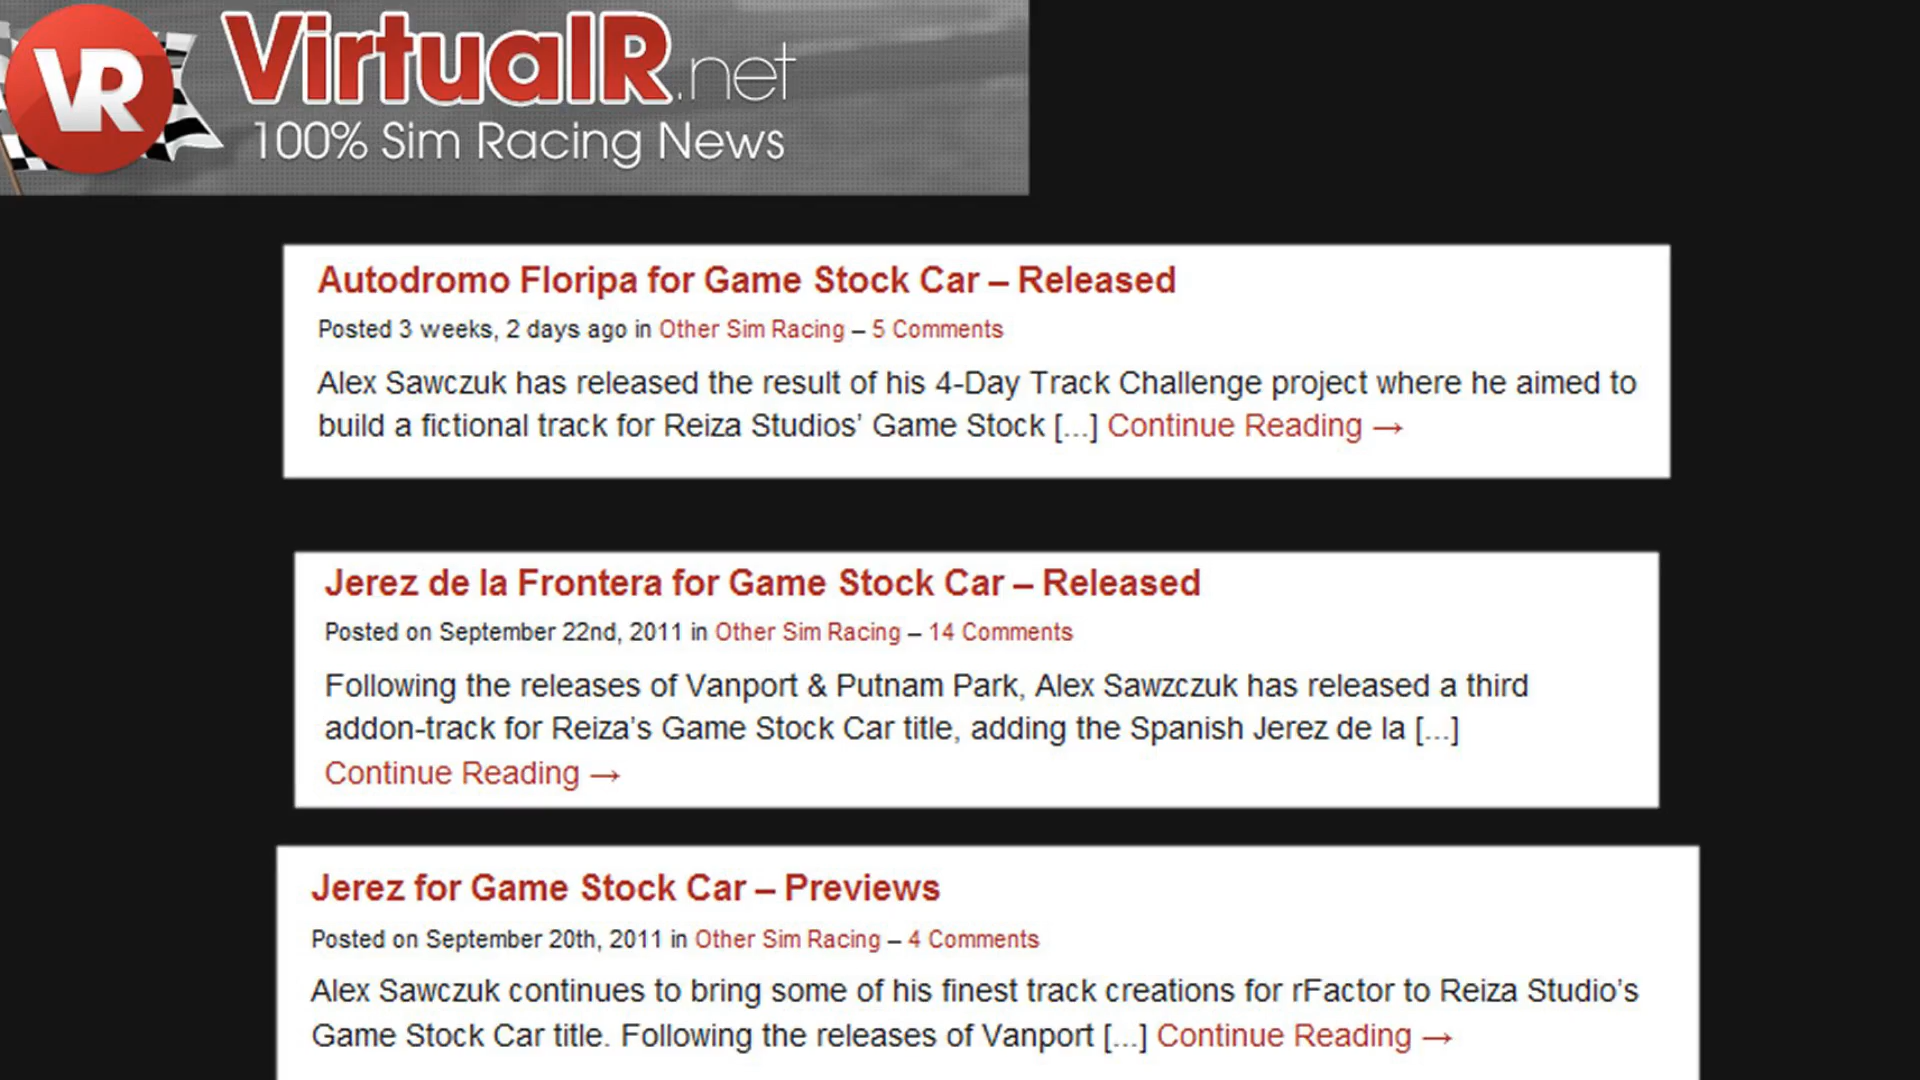 VR
VirtualR.net
100% Sim Racing News
Autodromo Floripa for Game Stock Car – Released
Posted 3 weeks, 2 days ago in Other Sim Racing – 5 Comments
Alex Sawczuk has released the result of his 4-Day Track Challenge project where he aimed to
build a fictional track for Reiza Studios’ Game Stock [...] Continue Reading →
Jerez de la Frontera for Game Stock Car – Released
Posted on September 22nd, 2011 in Other Sim Racing – 14 Comments
Following the releases of Vanport & Putnam Park, Alex Sawzczuk has released a third
addon-track for Reiza’s Game Stock Car title, adding the Spanish Jerez de la [...]
Continue Reading →
Jerez for Game Stock Car – Previews
Posted on September 20th, 2011 in Other Sim Racing – 4 Comments
Alex Sawczuk continues to bring some of his finest track creations for rFactor to Reiza Studio’s
Game Stock Car title. Following the releases of Vanport [...] Continue Reading →